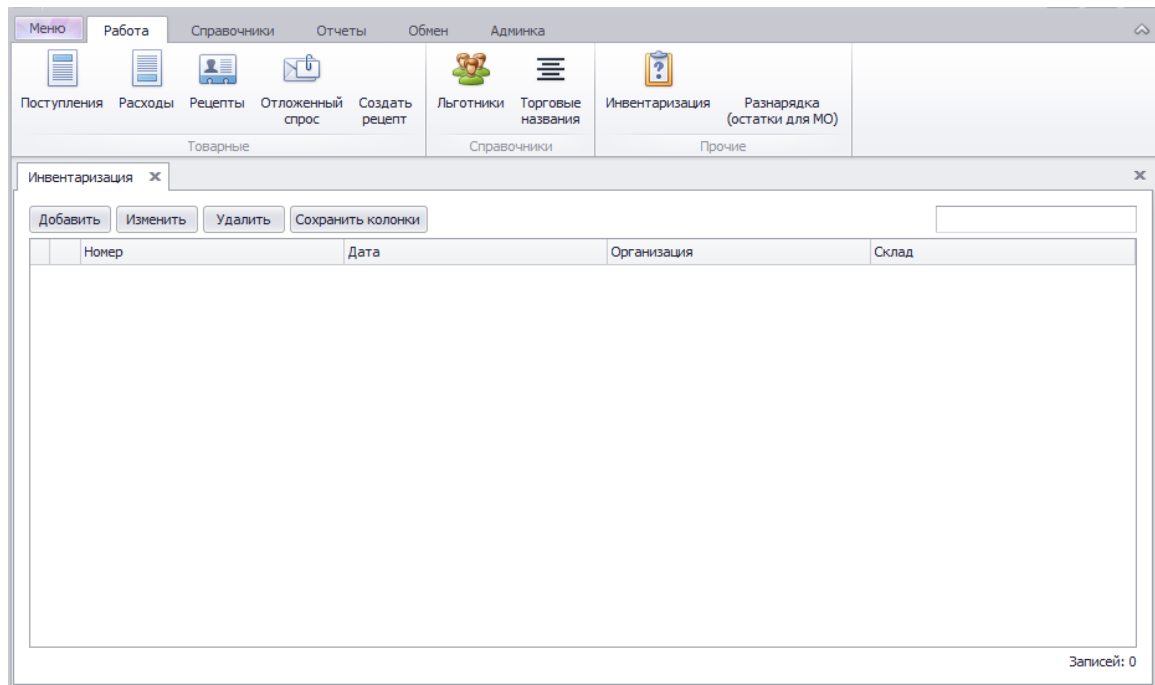 Меню Работа Справочники Отчеты Обмен Админка
Поступления Расходы Рецепты Отложенный спрос Создать рецепт Льготники Торговые названия Инвентаризация Разнарядка (остатки для МО)
Товарные Справочники Прочие
Инвентаризация
Добавить Изменить Удалить Сохранить колонки
Номер Дата Организация Склад
Записей: 0